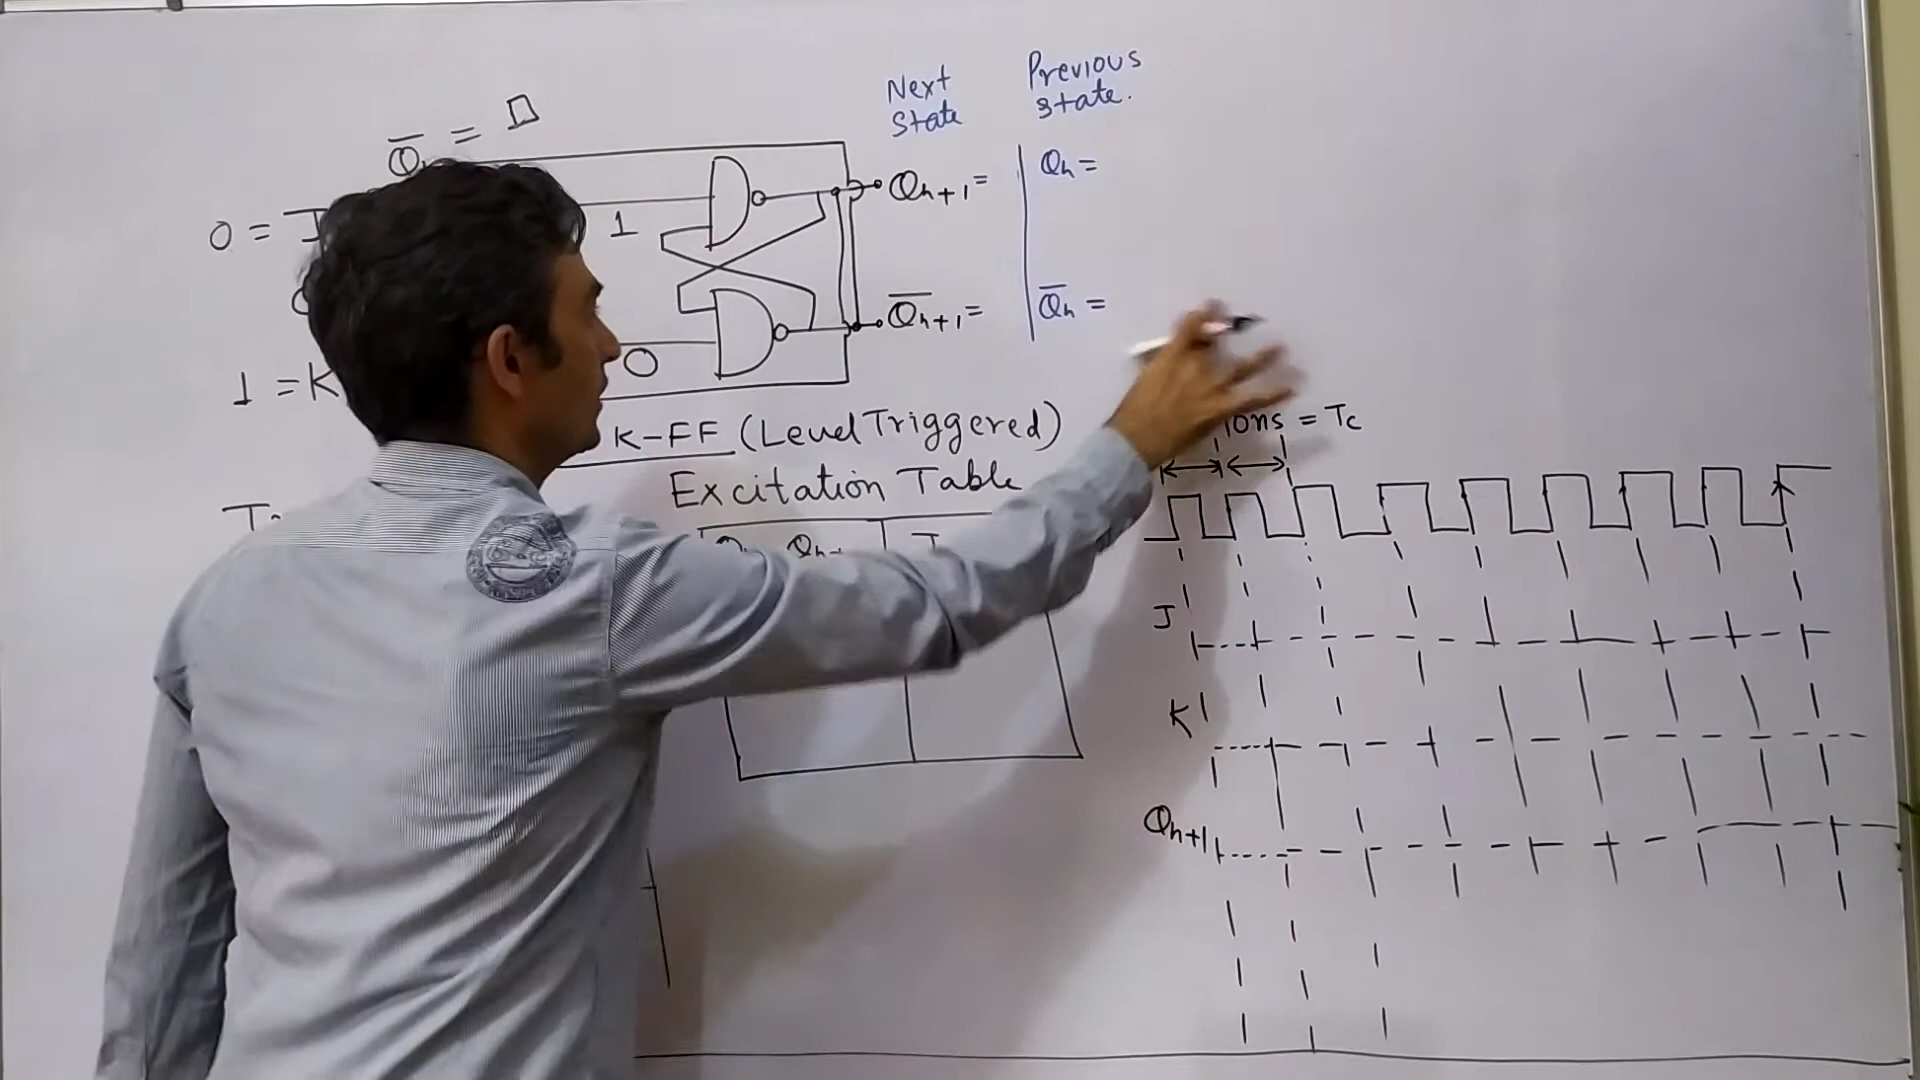 Next State
Previous state.
Q̅n =
Qn+1 =
Qn =
0 = J
1
Q̅n+1 =
Q̅n =
0
1 = K
K-FF (Level Triggered)
10ns = Tc
Excitation Table
J
K
Qn+1